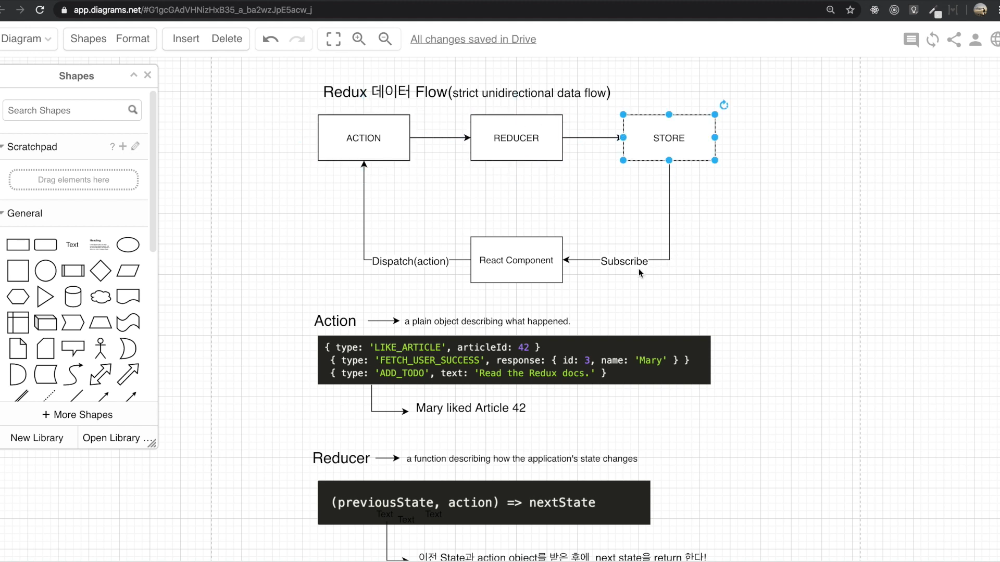 app.diagrams.net/#G1gcGAdVHNizHxB35_a_ba2wzJpE5acw_j
Diagram Shapes Format Insert Delete All changes saved in Drive
Shapes
Search Shapes
Scratchpad ? +
Drag elements here
General
Text
Heading
+ More Shapes
New Library Open Library ...
Redux 데이터 Flow(strict unidirectional data flow)
ACTION REDUCER STORE
Dispatch(action) React Component Subscribe
Action a plain object describing what happened.
{ type: 'LIKE_ARTICLE', articleId: 42 }
{ type: 'FETCH_USER_SUCCESS', response: { id: 3, name: 'Mary' } }
{ type: 'ADD_TODO', text: 'Read the Redux docs.' }
Mary liked Article 42
Reducer a function describing how the application's state changes
(previousState, action) => nextState
Text Text Text
이전 State과 action object를 받은 후에 next state을 return 한다!